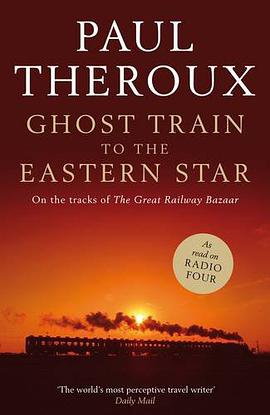 PAUL
THEROUX
GHOST TRAIN
TO THE
EASTERN STAR
On the tracks of The Great Railway Bazaar
As
read on
RADIO
FOUR
'The world's most perceptive travel writer'
Daily Mail